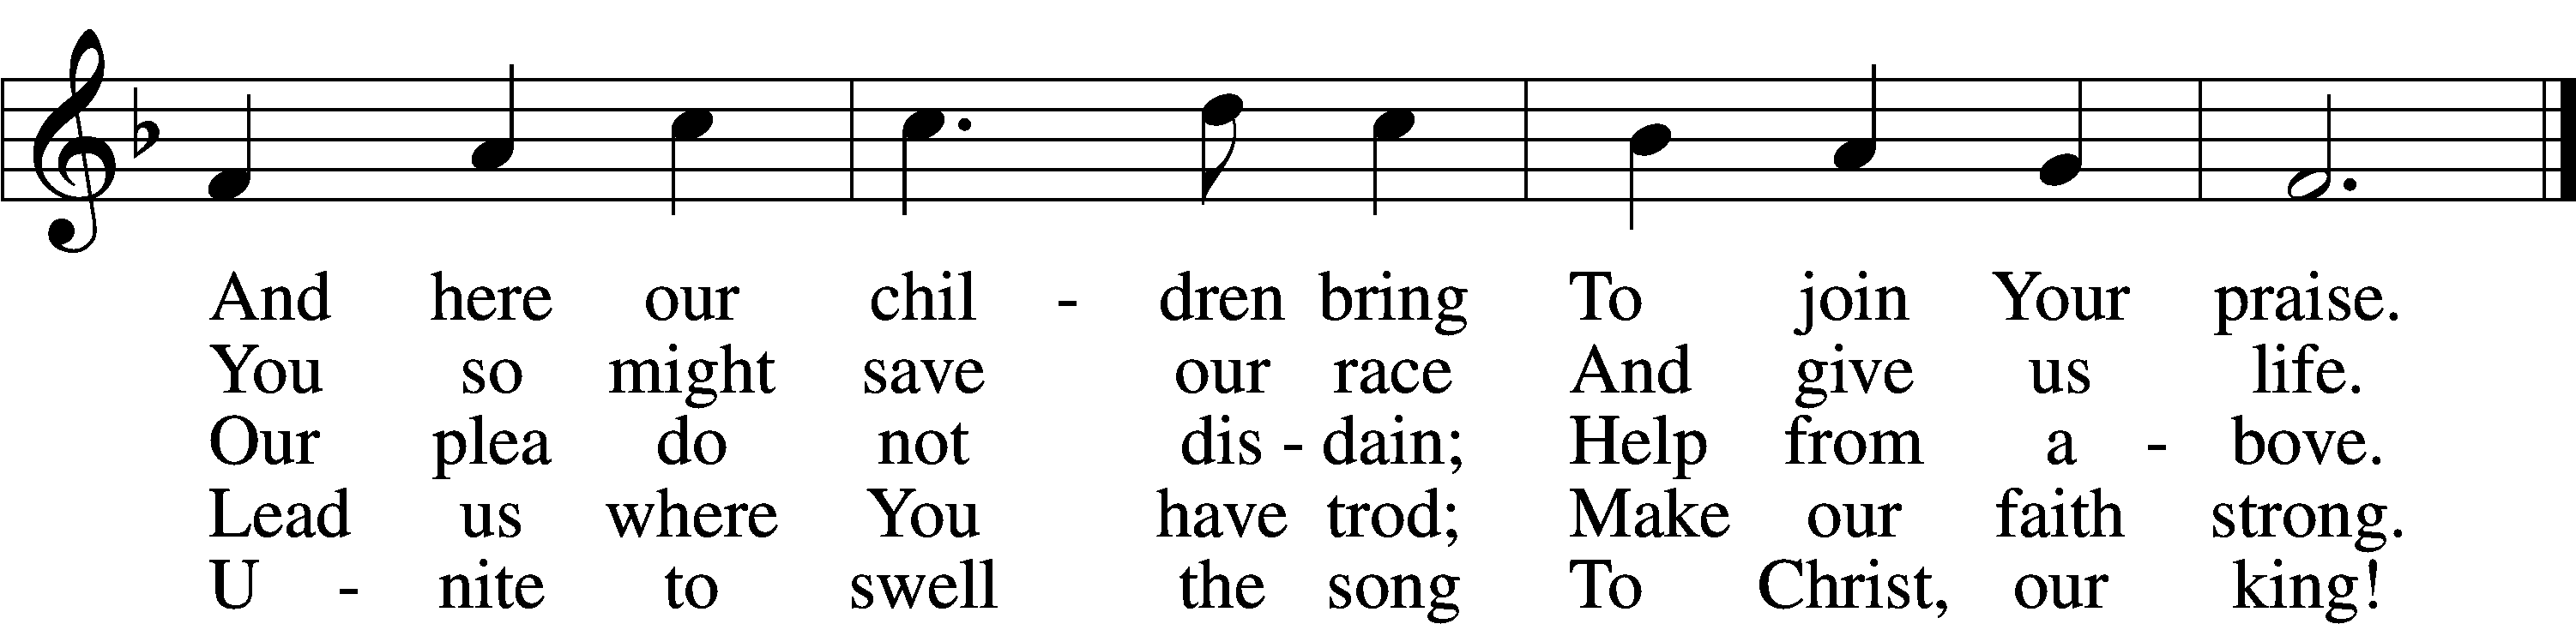 And here our chil - dren bring To join Your praise.
You so might save our race And give us life.
Our plea do not dis - dain; Help from a - bove.
Lead us where You have trod; Make our faith strong.
U - nite to swell the song To Christ, our king!